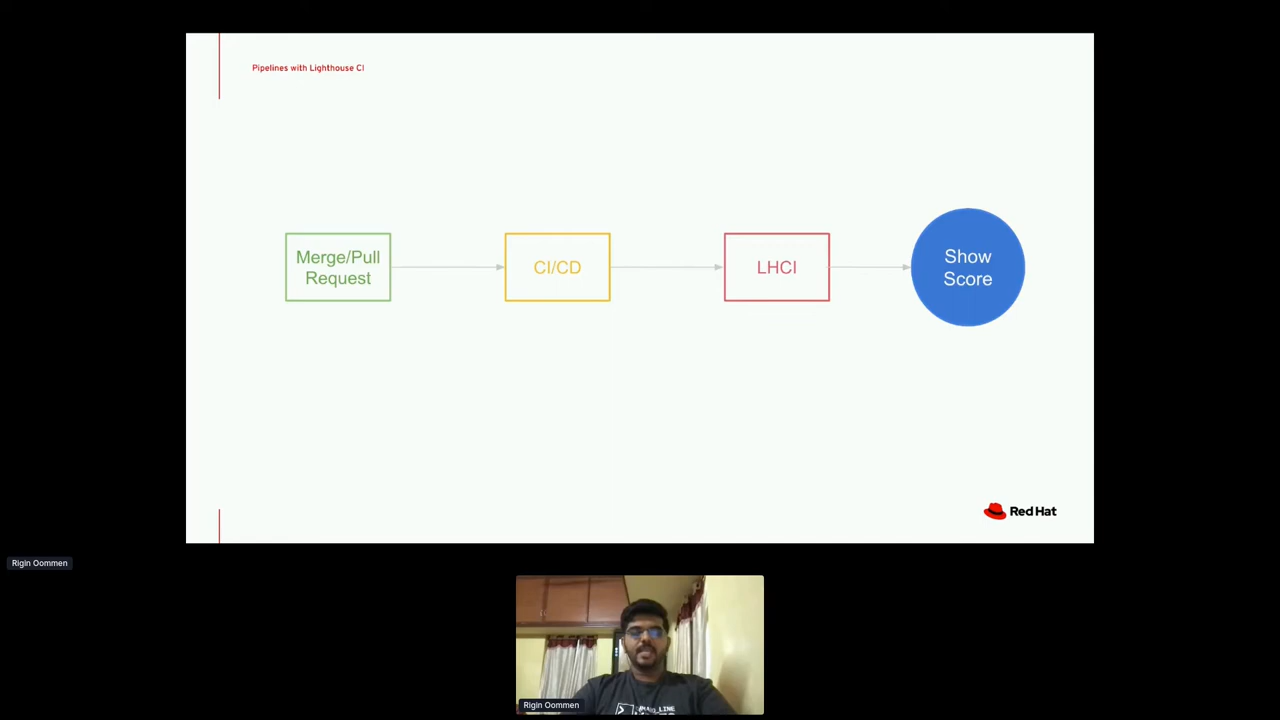 Pipelines with Lighthouse CI
Merge/Pull
Request
CI/CD
LHCI
Show
Score
Red Hat
Rigin Oommen
Rigin Oommen